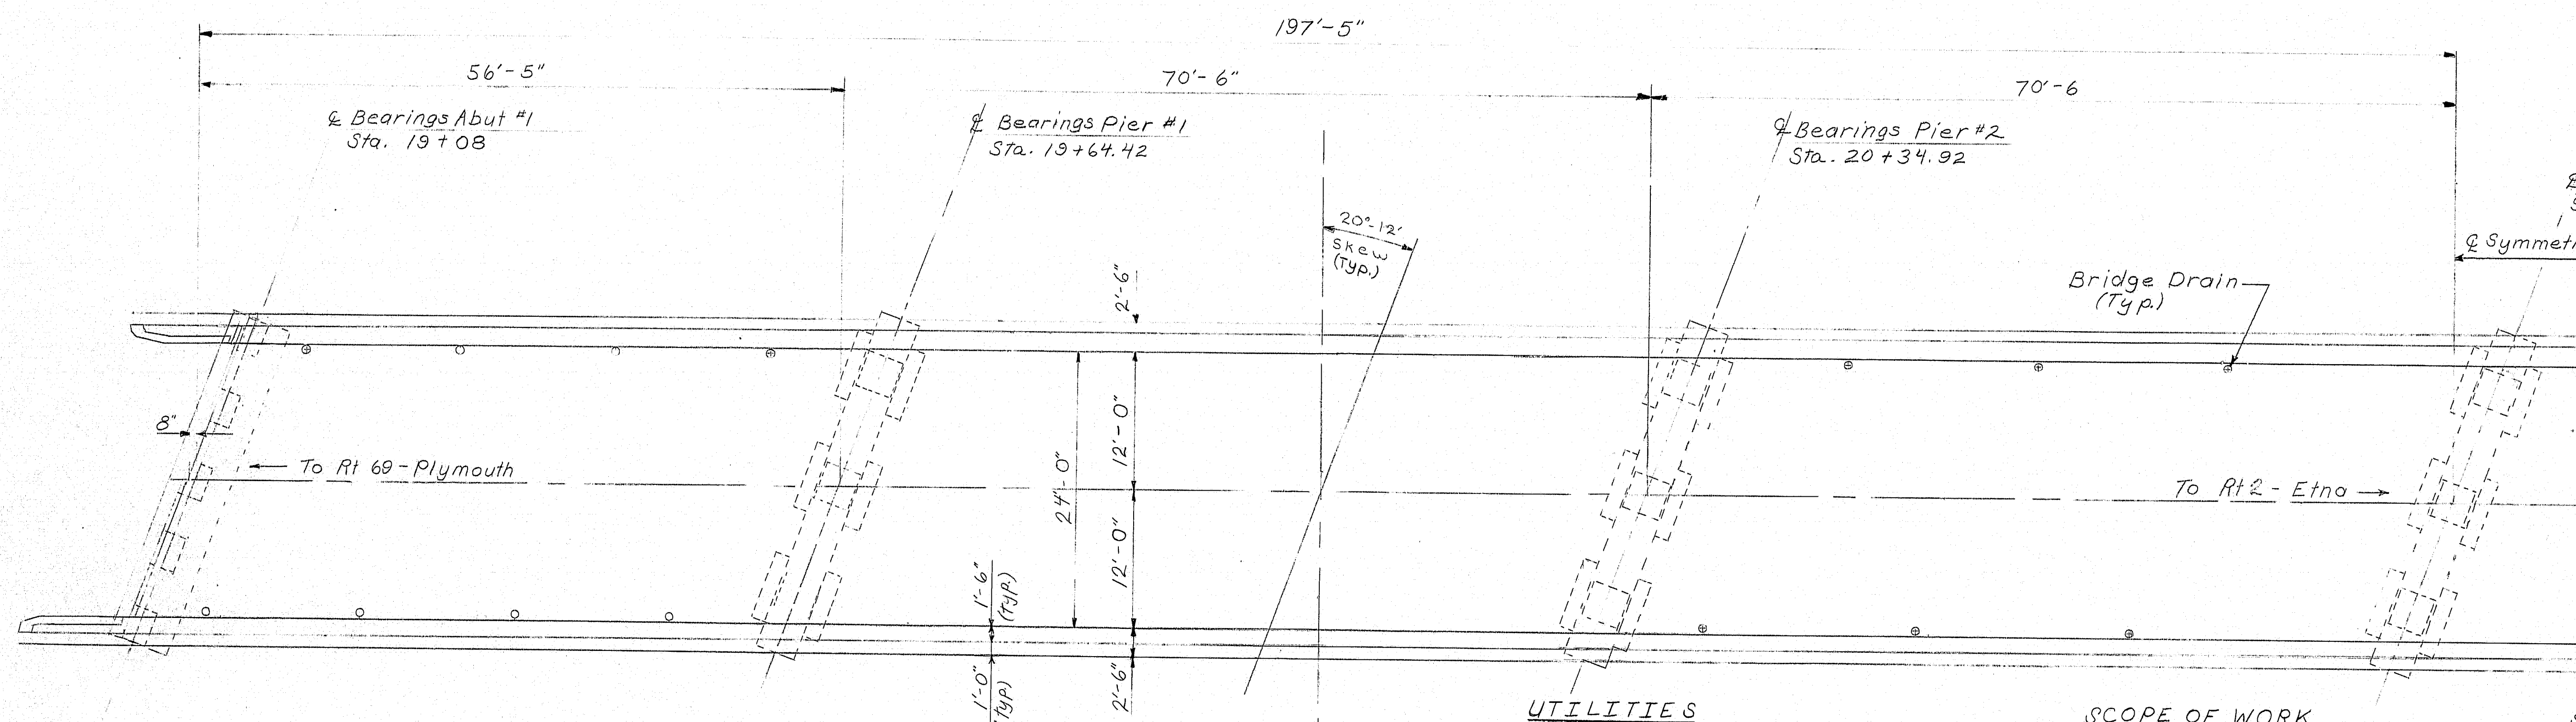 197'-5"
56'-5"
70'-6"
70'-6
℄ Bearings Abut #1
Sta. 19+08
℄ Bearings Pier #1
Sta. 19+64.42
℄ Bearings Pier #2
Sta. 20+34.92
20°-12'
Skew
(Typ.)
℄ Symmet
2'-6"
Bridge Drain
(Typ.)
8"
To Rt 69-Plymouth
24'-0"
12'-0"
12'-0"
To Rt 2 - Etna
1'-6"
(Typ.)
1'-0"
(Typ)
2'-6"
UTILITIES
SCOPE OF WORK